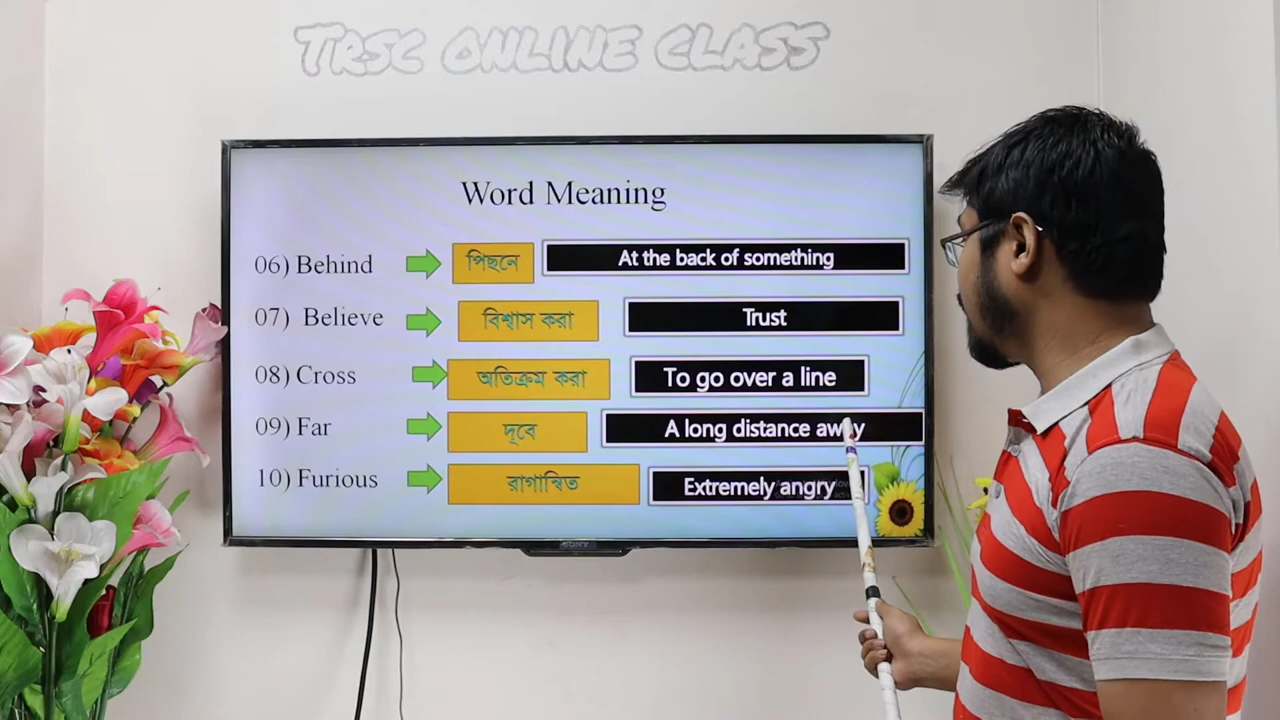 TRSC ONLINE CLASS
Word Meaning
06) Behind পিছনে At the back of something
07) Believe বিশ্বাস করা Trust
08) Cross অতিক্রম করা To go over a line
09) Far দূবে A long distance away
10) Furious রাগান্বিত Extremely angry
SONY